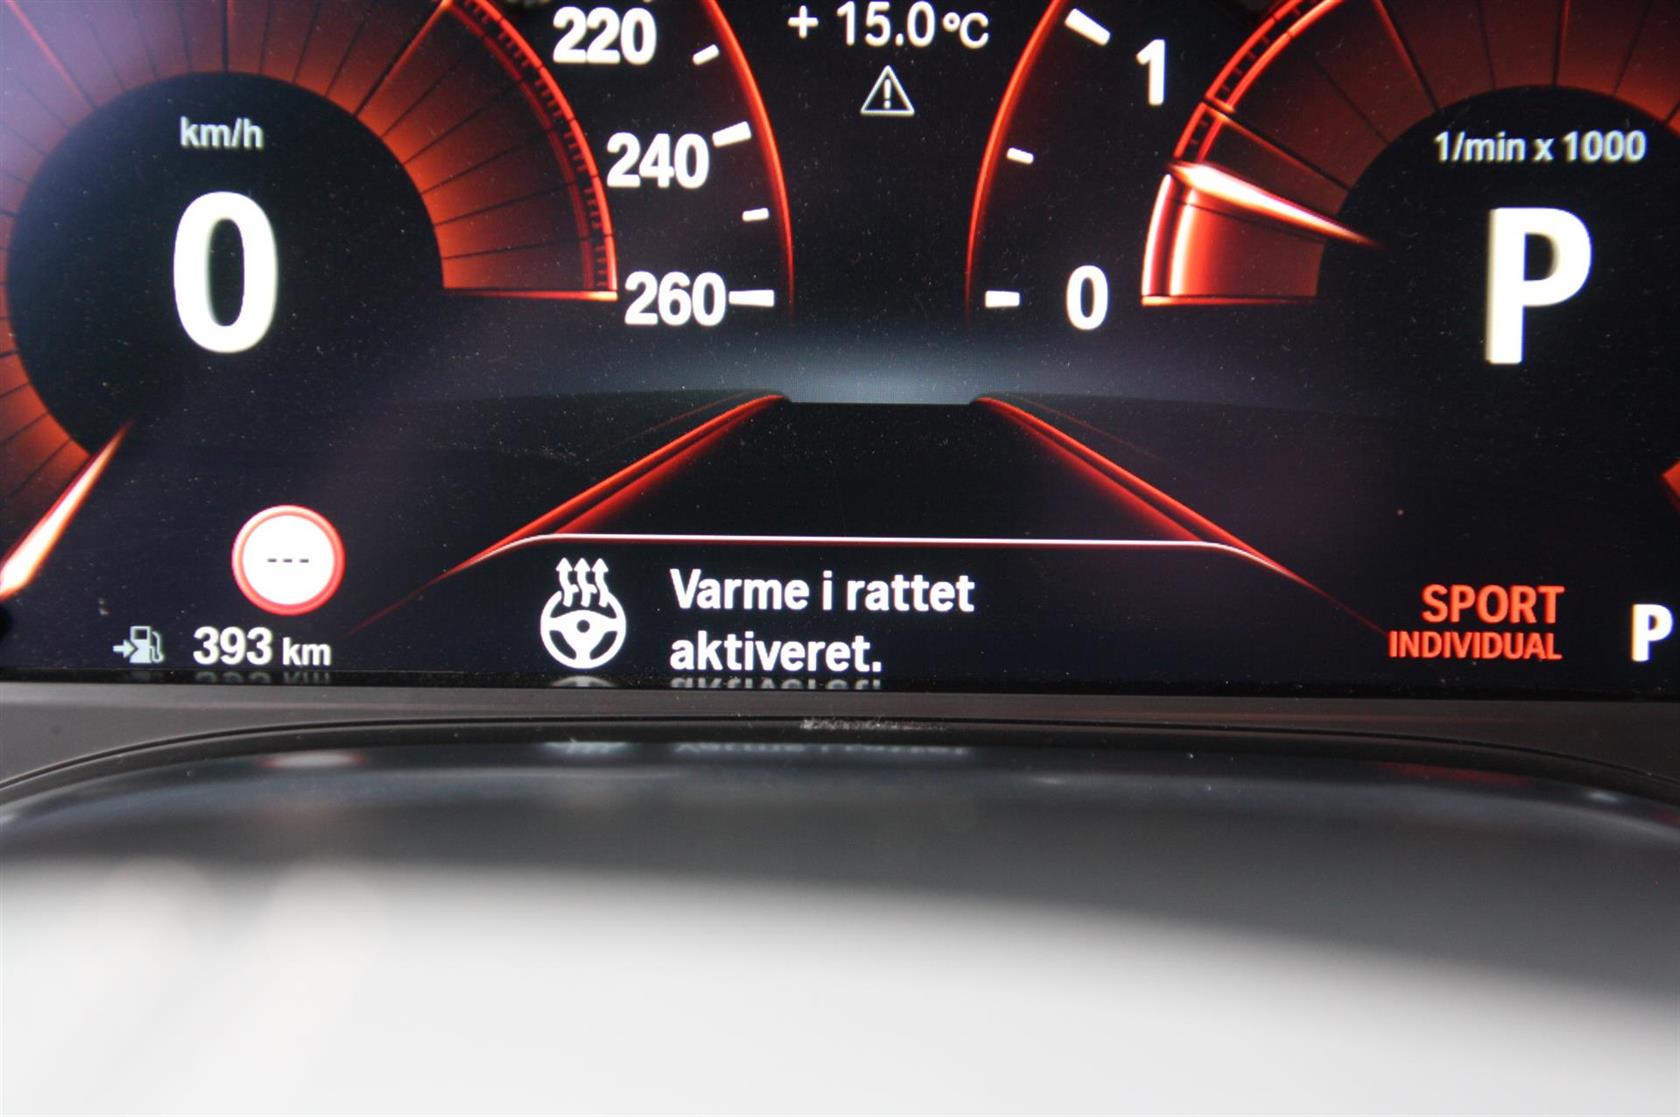 220
+ 15.0°C
1
km/h
240
1/min x 1000
0
P
260
0
---
Varme i rattet
aktiveret.
393 km
SPORT
INDIVIDUAL
P